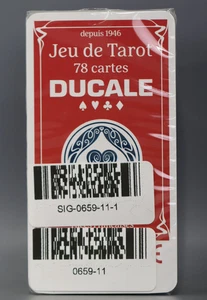 depuis 1946
Jeu de Tarot
78 cartes
DUCALE
SIG-0659-11-1
0659-11